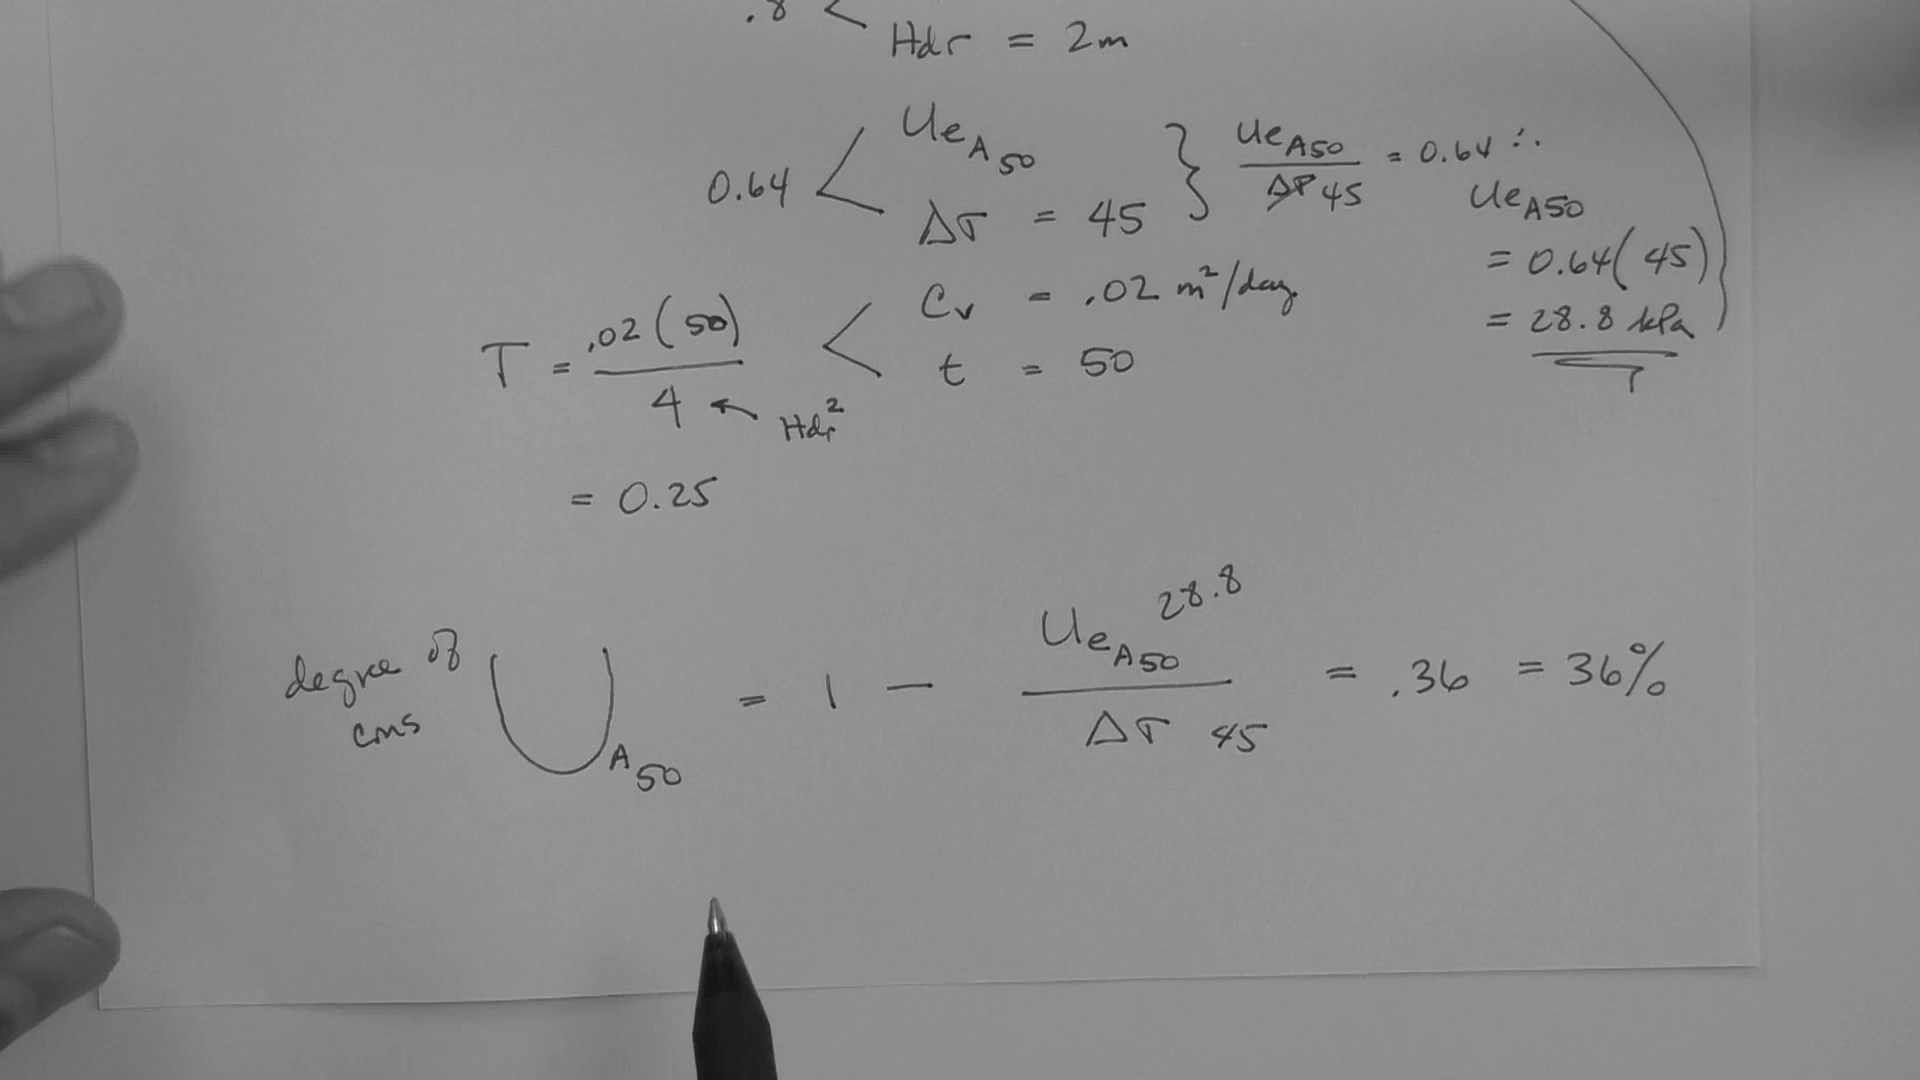 .8 <
Hdr = 2m
0.64 < UeA50 } UeA50 / ΔP 45 = 0.64 ∴
Δσ = 45
UeA50
= 0.64(45)
= 28.8 kPa
T = .02(50) / 4 ← Hdr² < Cv = .02 m²/day
t = 50
= 0.25
degree of
cons
UA50 = 1 - UeA50 28.8 / Δσ 45 = .36 = 36%